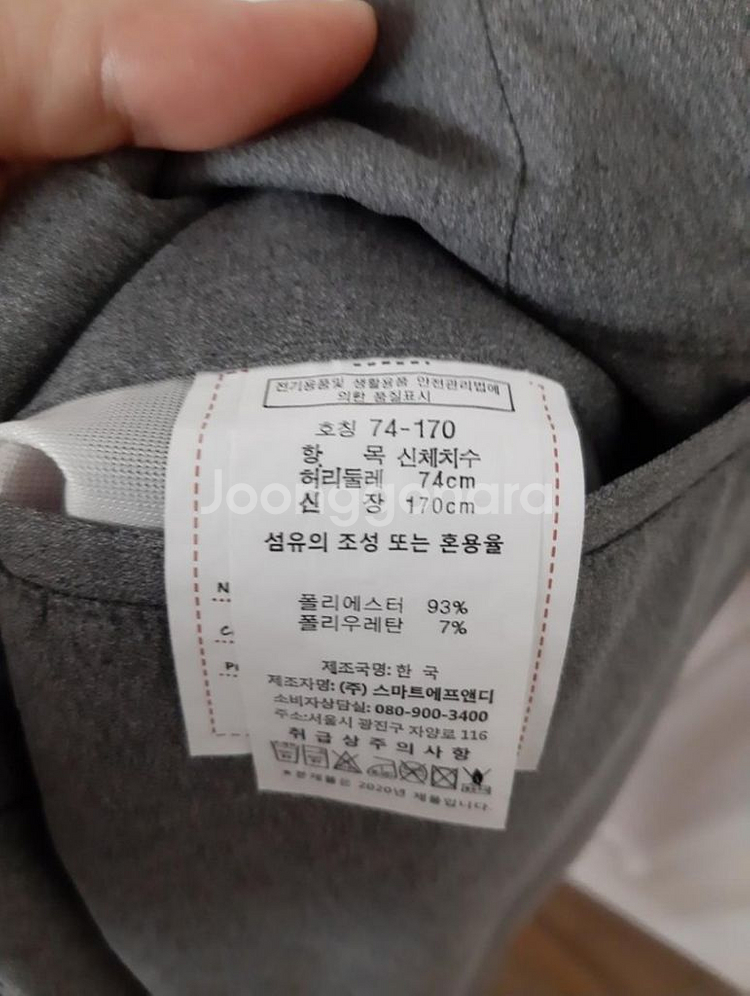 전기용품및 생활용품 안전관리법에
의한 품질표시
호칭 74-170
항 목 신체치수
허리둘레 74cm
신 장 170cm
Joonggonara
섬유의 조성 또는 혼용율
폴리에스터 93%
폴리우레탄 7%
제조국명: 한 국
제조자명: (주) 스마트에프앤디
소비자상담실: 080-900-3400
주소:서울시 광진구 자양로 116
취 급 상 주 의 사 항
*본제품은 2020년 제품입니다.